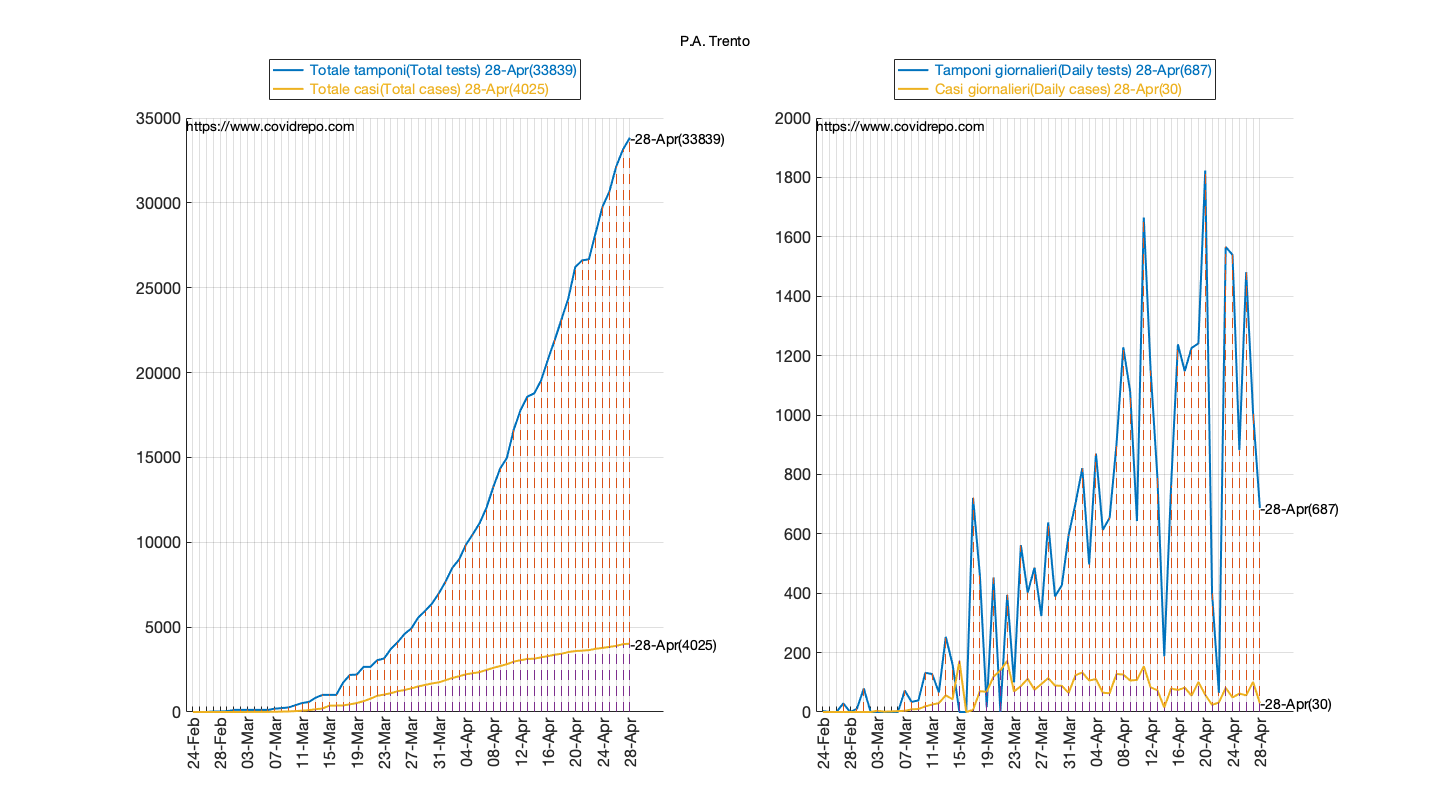 P.A. Trento
Totale tamponi(Total tests) 28-Apr(33839)
Totale casi(Total cases) 28-Apr(4025)
35000
30000
25000
20000
15000
10000
5000
0
https://www.covidrepo.com
-28-Apr(33839)
-28-Apr(4025)
24-Feb
28-Feb
03-Mar
07-Mar
11-Mar
15-Mar
19-Mar
23-Mar
27-Mar
31-Mar
04-Apr
08-Apr
12-Apr
16-Apr
20-Apr
24-Apr
28-Apr
Tamponi giornalieri(Daily tests) 28-Apr(687)
Casi giornalieri(Daily cases) 28-Apr(30)
2000
1800
1600
1400
1200
1000
800
600
400
200
0
https://www.covidrepo.com
-28-Apr(687)
-28-Apr(30)
24-Feb
28-Feb
03-Mar
07-Mar
11-Mar
15-Mar
19-Mar
23-Mar
27-Mar
31-Mar
04-Apr
08-Apr
12-Apr
16-Apr
20-Apr
24-Apr
28-Apr